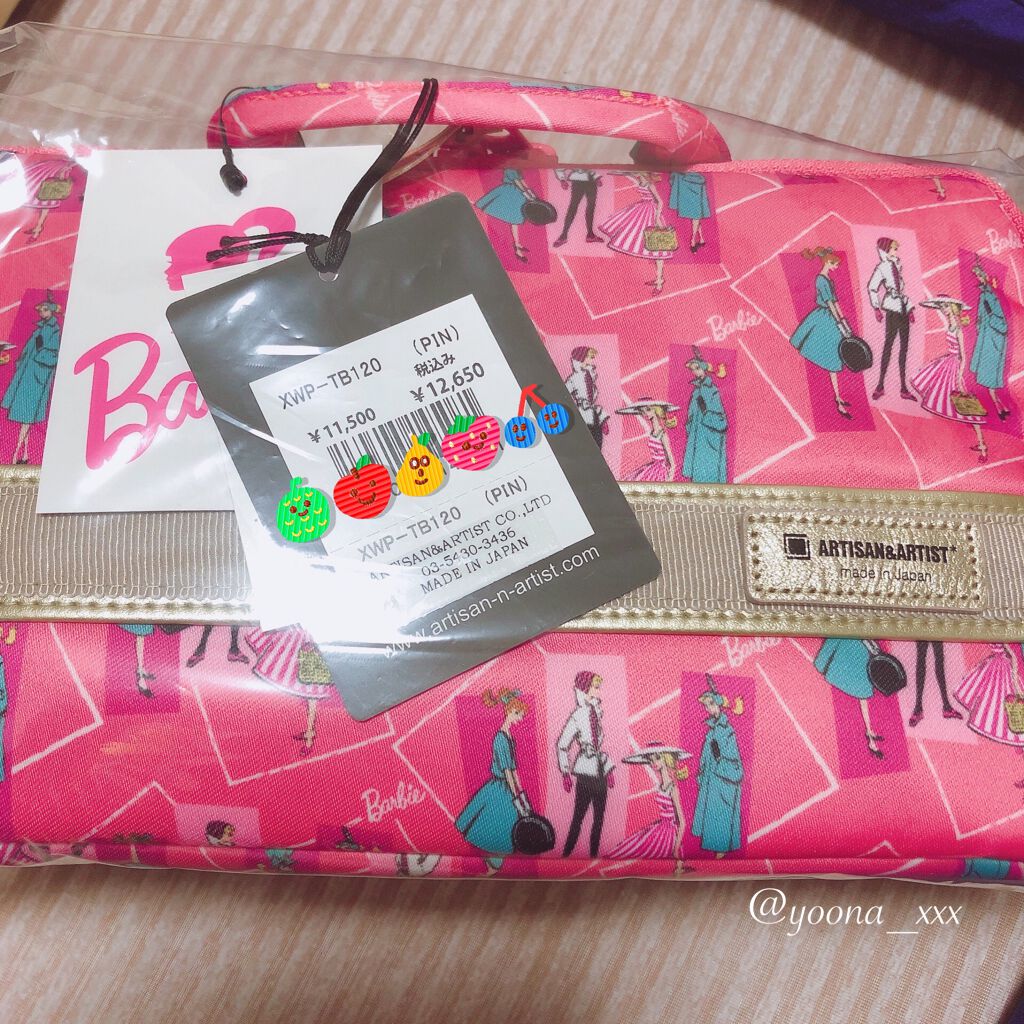 Barbie
Barbie
XWP-TB120
(PIN)
税込み
¥11,500
¥12,650
XWP-TB120
(PIN)
ARTISAN&ARTIST CO.,LTD
03-5430-3436
MADE IN JAPAN
www.artisan-n-artist.com
Barbie
ARTISAN&ARTIST*
made in Japan
Barbie
Barbie
@yoona_xxx